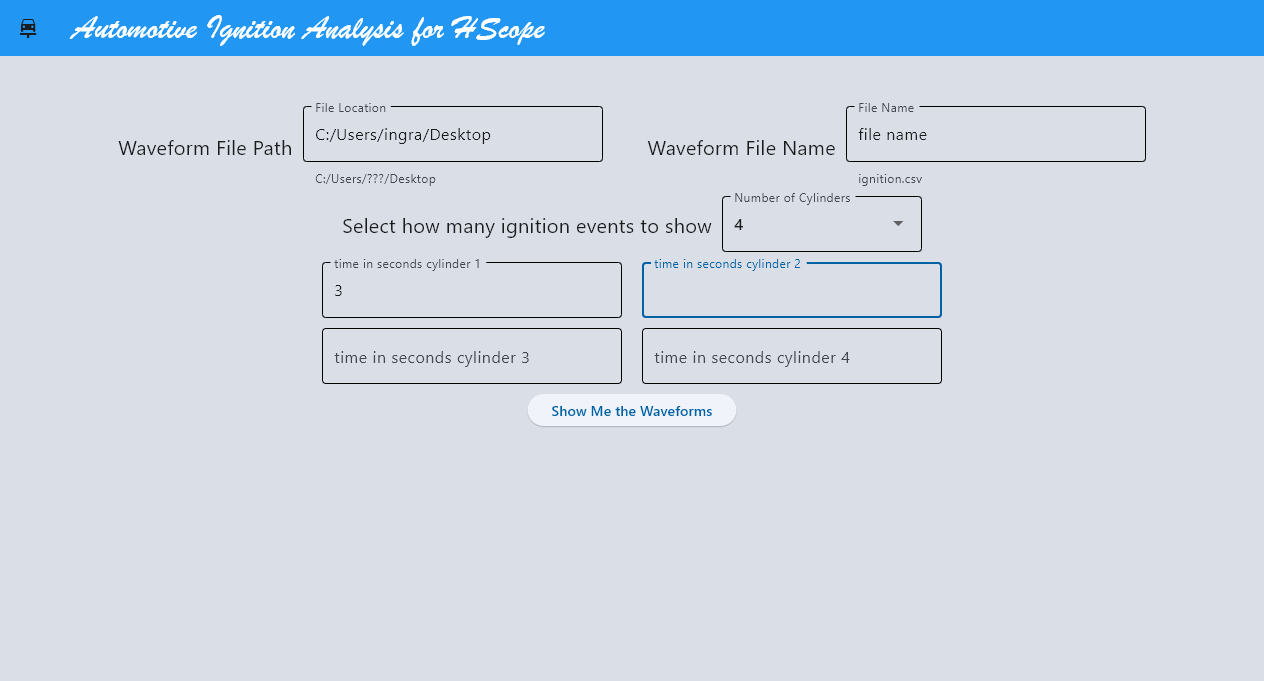 Automotive Ignition Analysis for HScope
File Location
File Name
Waveform File Path
C:/Users/ingra/Desktop
Waveform File Name
file name
C:/Users/???/Desktop
ignition.csv
Number of Cylinders
Select how many ignition events to show
4
time in seconds cylinder 1
time in seconds cylinder 2
3
time in seconds cylinder 3
time in seconds cylinder 4
Show Me the Waveforms